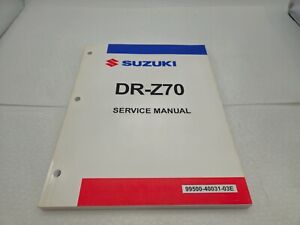 SUZUKI
DR-Z70
SERVICE MANUAL
99500-40031-03E